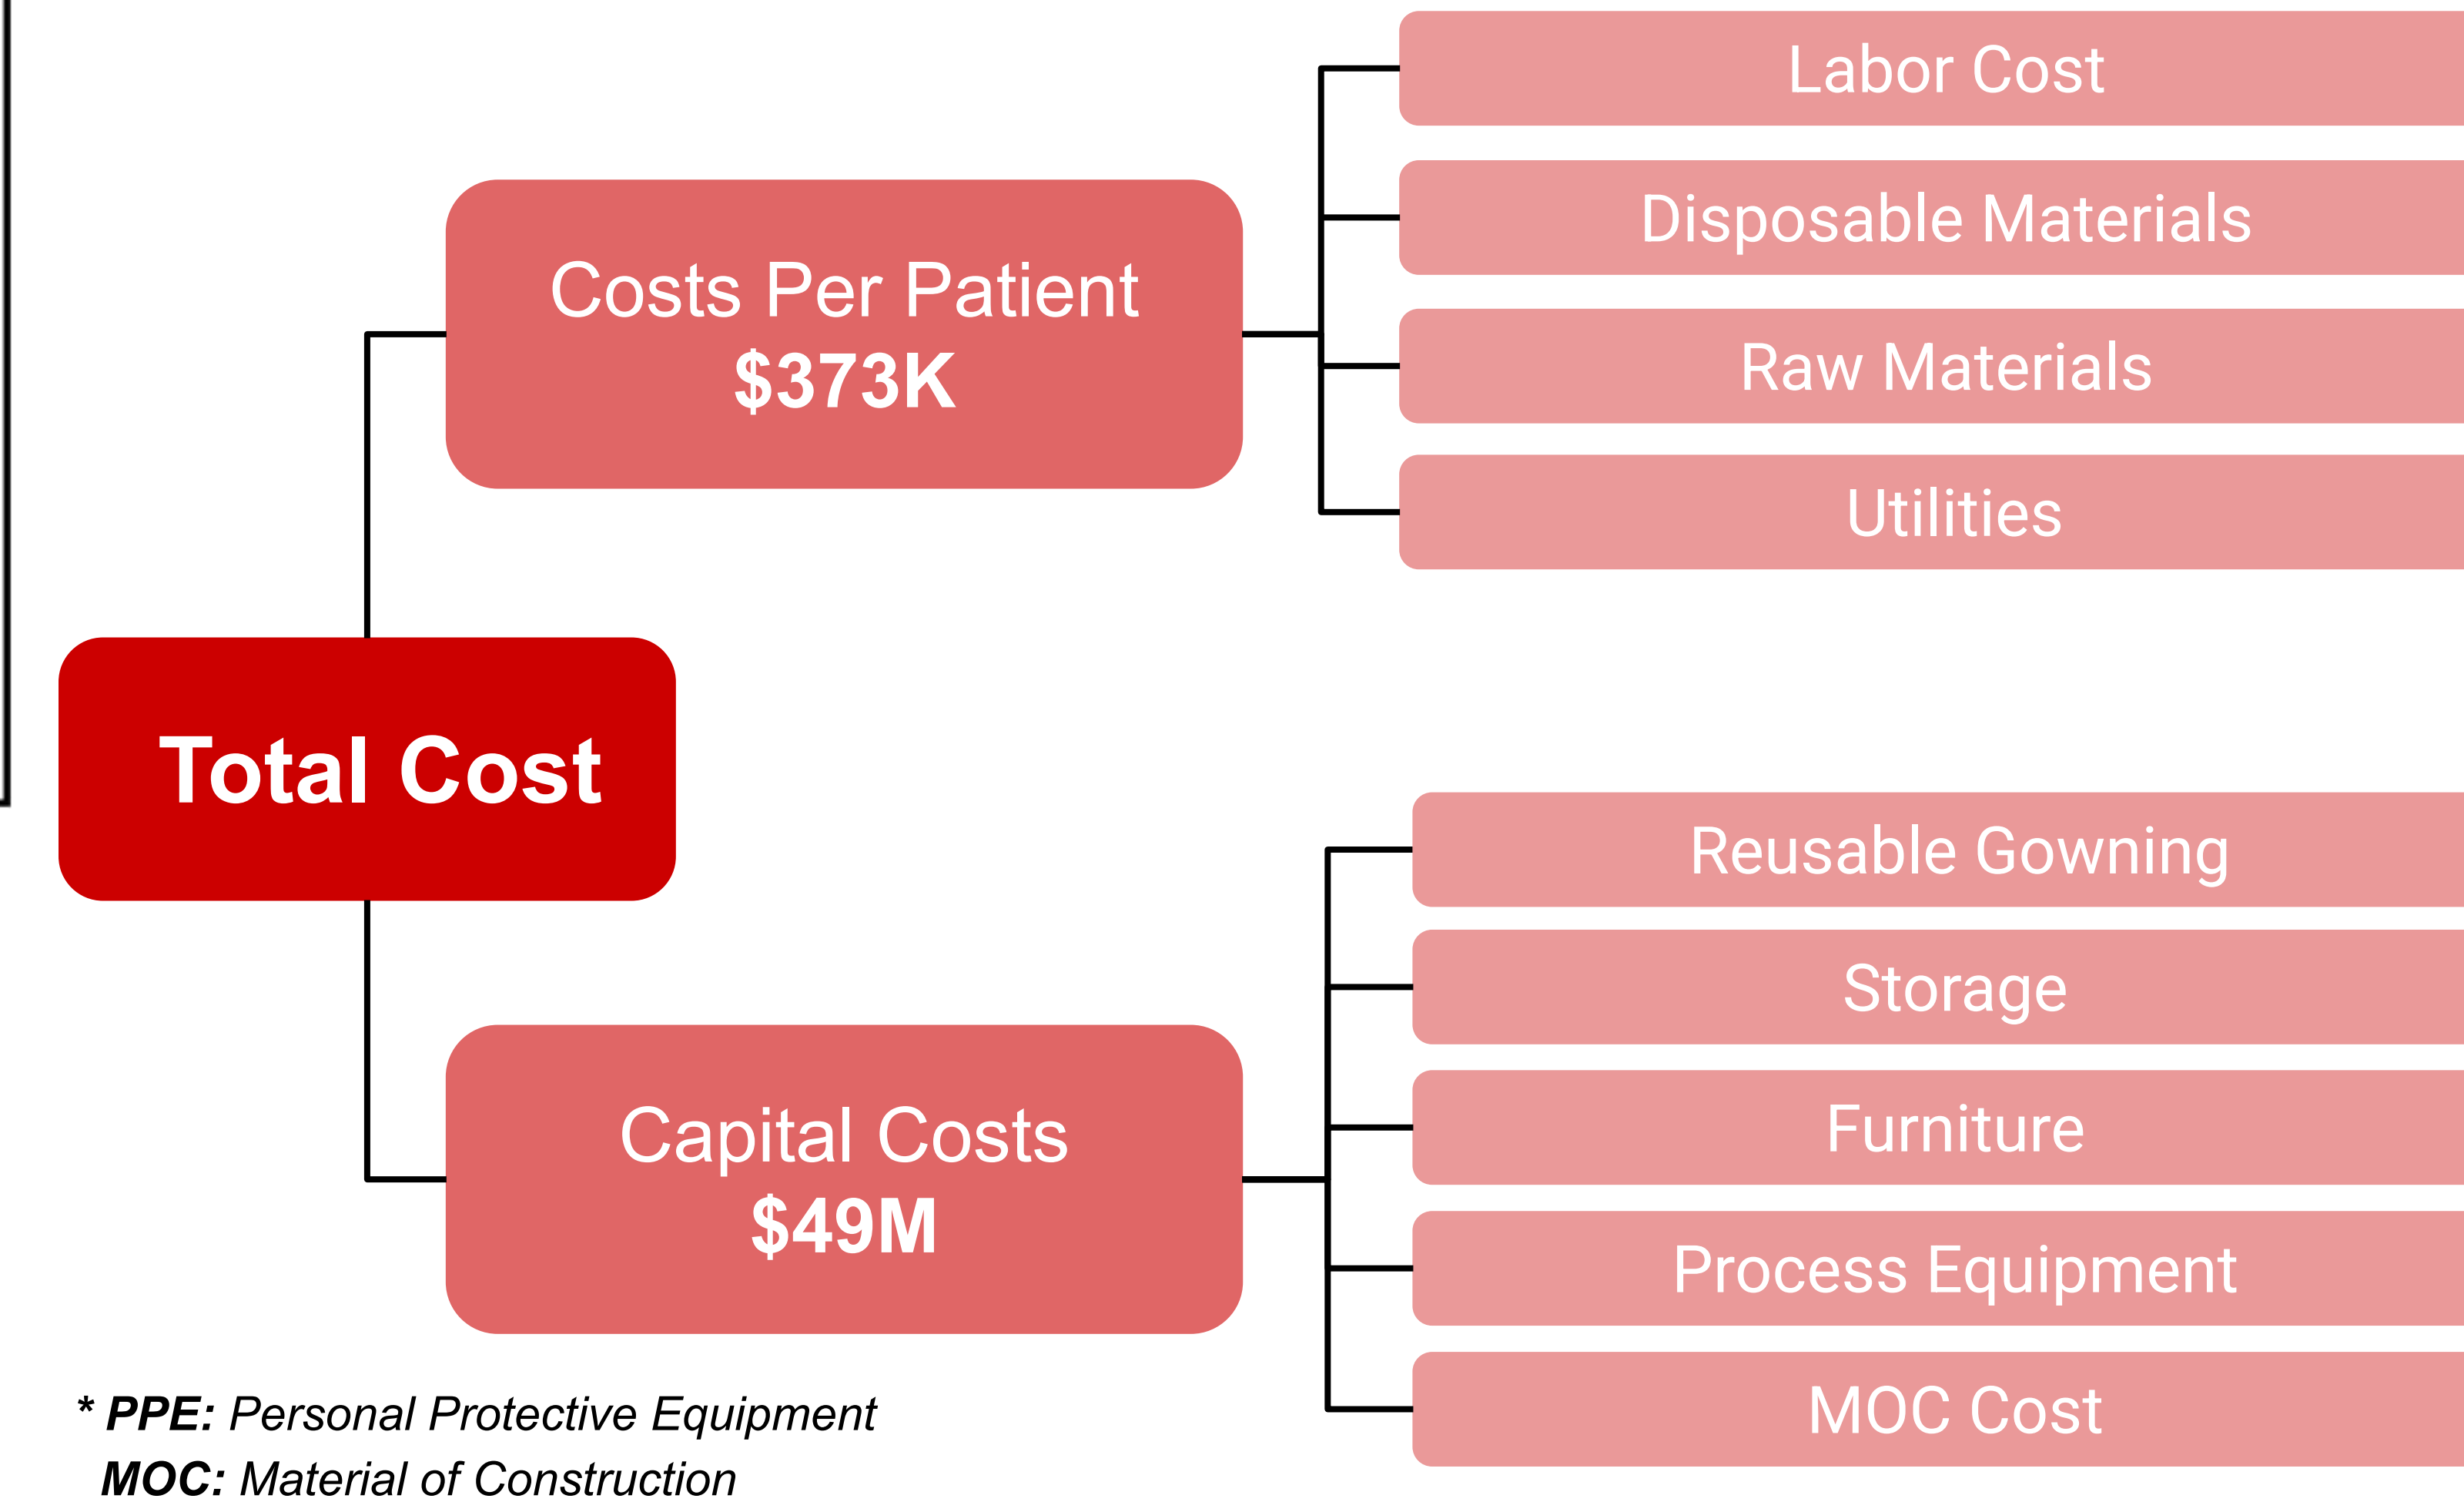 Labor Cost
Disposable Materials
Costs Per Patient
$373K
Raw Materials
Utilities
Total Cost
Reusable Gowning
Storage
Capital Costs
$49M
Furniture
Process Equipment
MOC Cost
* PPE: Personal Protective Equipment
MOC: Material of Construction